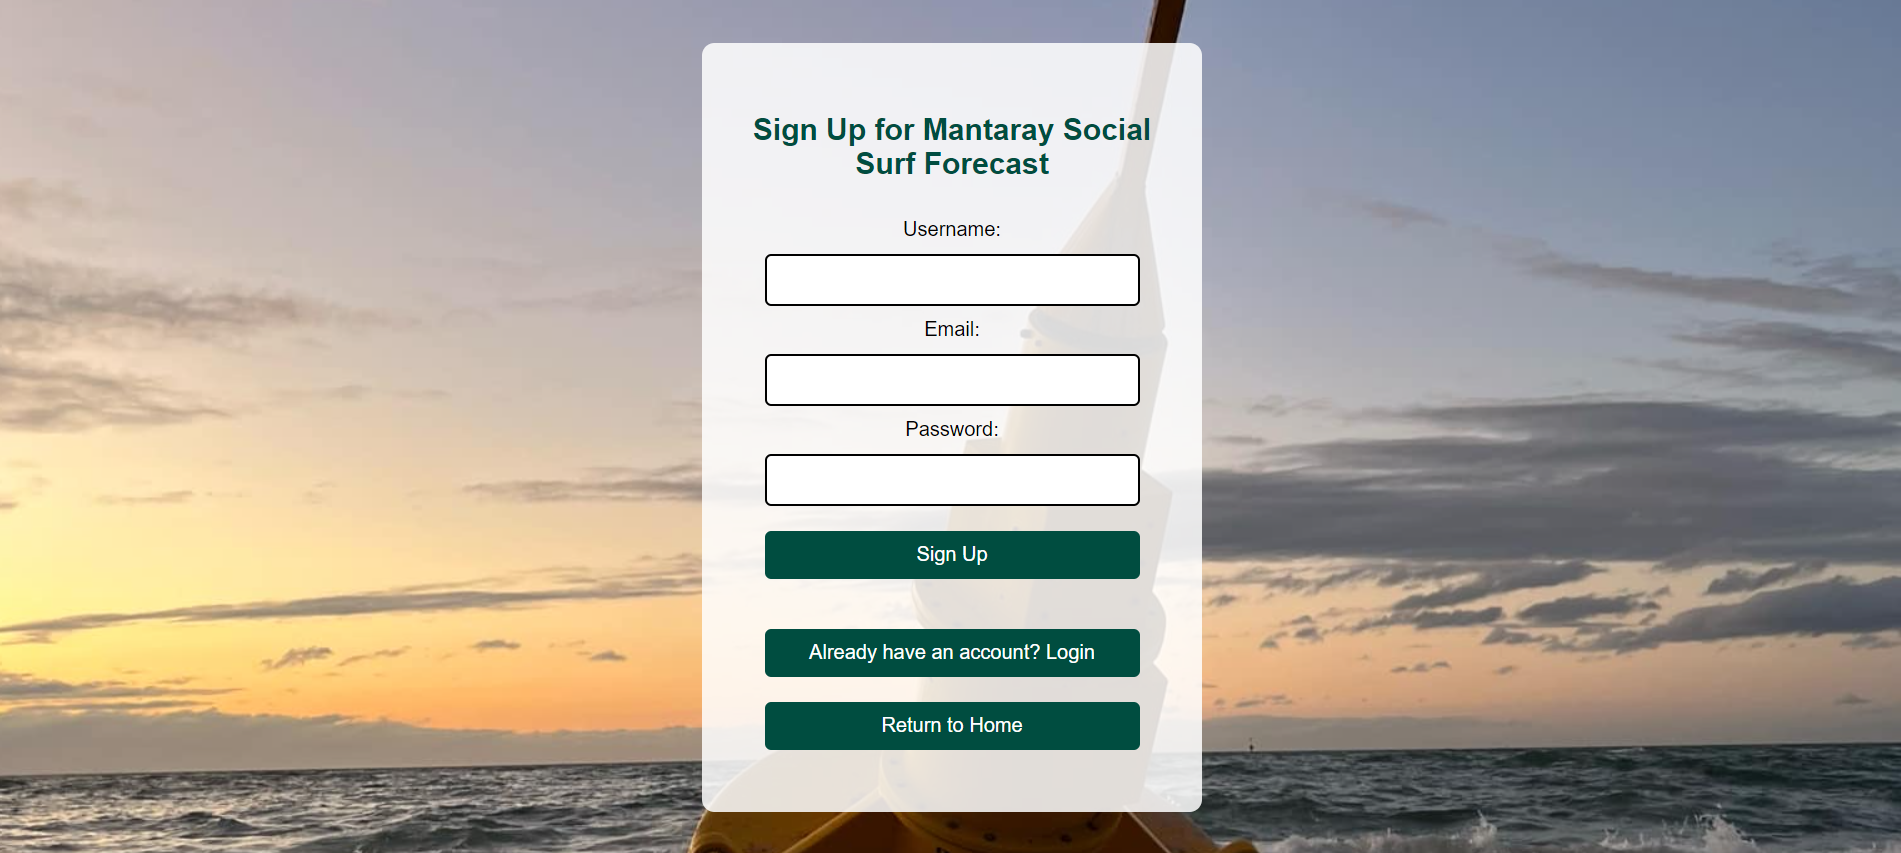 Sign Up for Mantaray Social
Surf Forecast
Username:
Email:
Password:
Sign Up
Already have an account? Login
Return to Home